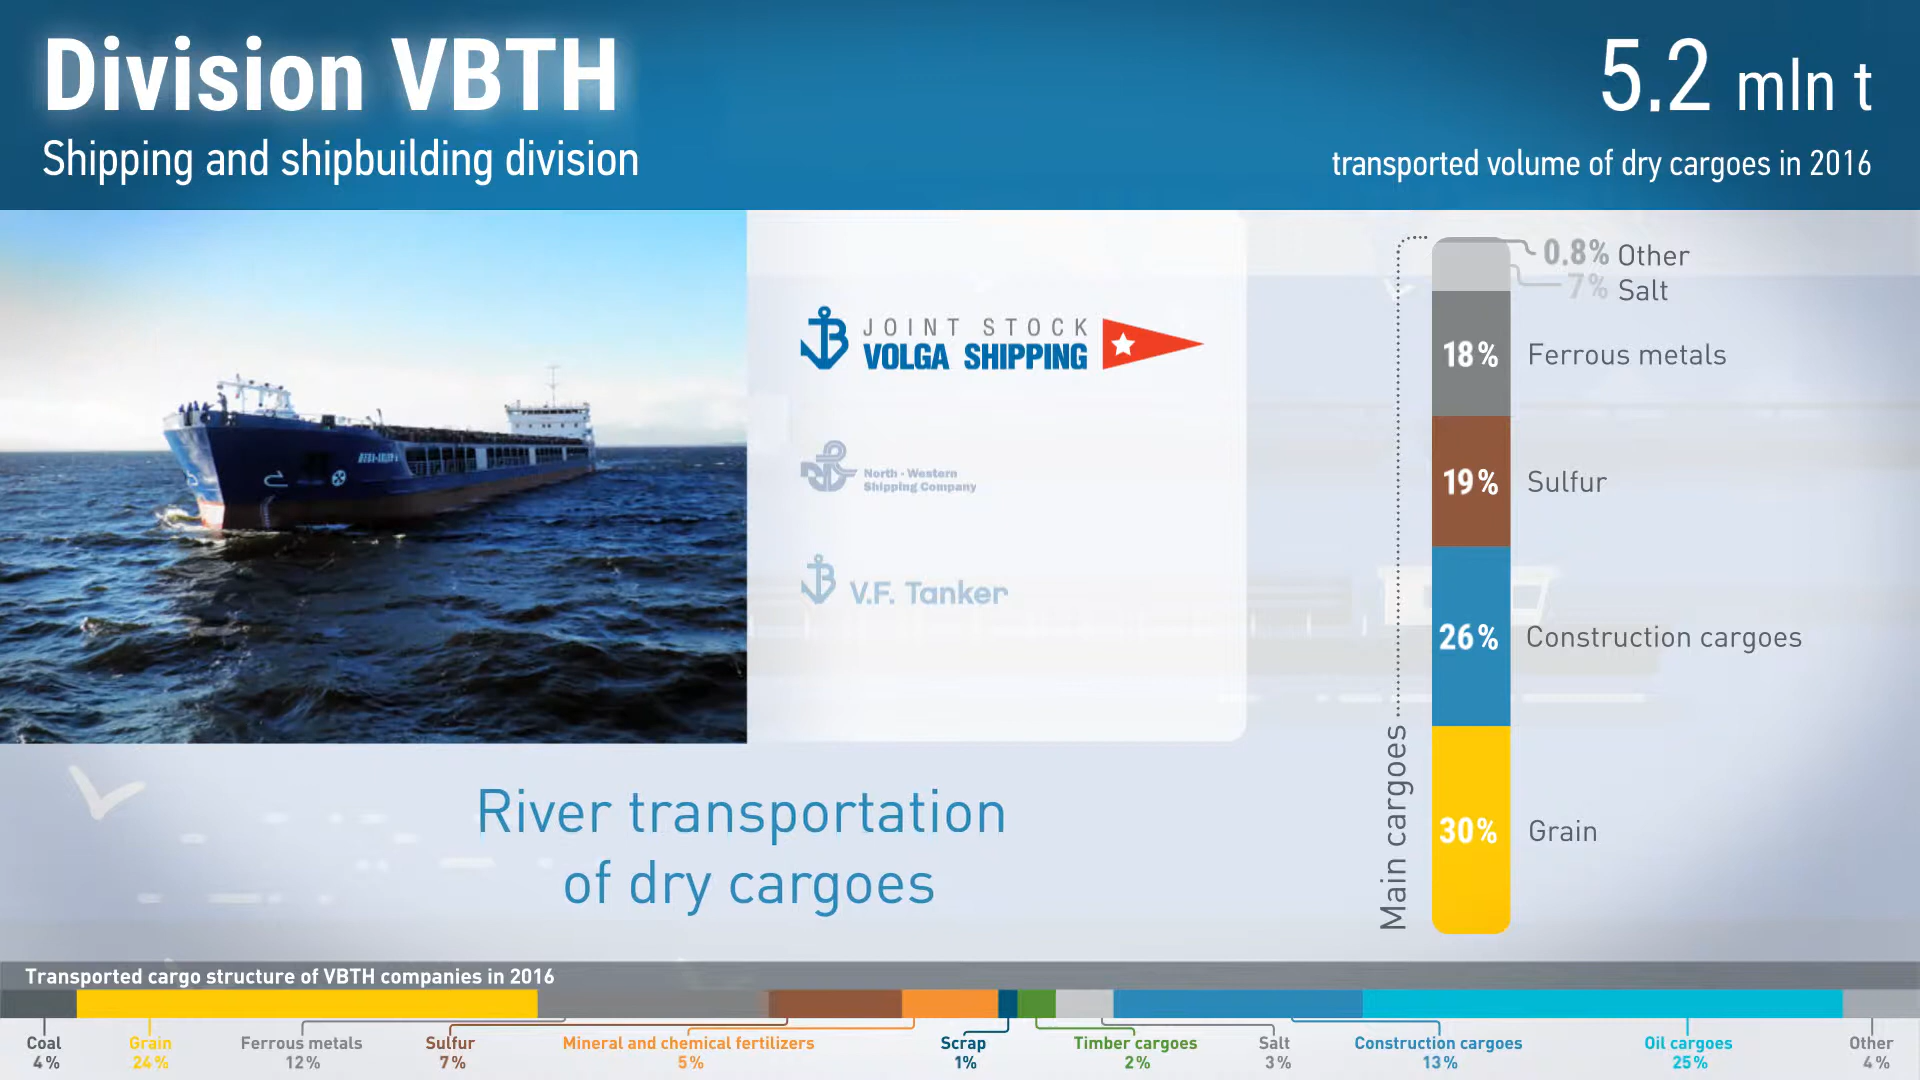 Division VBTH
Shipping and shipbuilding division
5.2 mln t
transported volume of dry cargoes in 2016
JOINT STOCK
VOLGA SHIPPING
North - Western
Shipping Company
V.F. Tanker
River transportation
of dry cargoes
Main cargoes
0.8% Other
7% Salt
18% Ferrous metals
19% Sulfur
26% Construction cargoes
30% Grain
Transported cargo structure of VBTH companies in 2016
Coal
4%
Grain
24%
Ferrous metals
12%
Sulfur
7%
Mineral and chemical fertilizers
5%
Scrap
1%
Timber cargoes
2%
Salt
3%
Construction cargoes
13%
Oil cargoes
25%
Other
4%